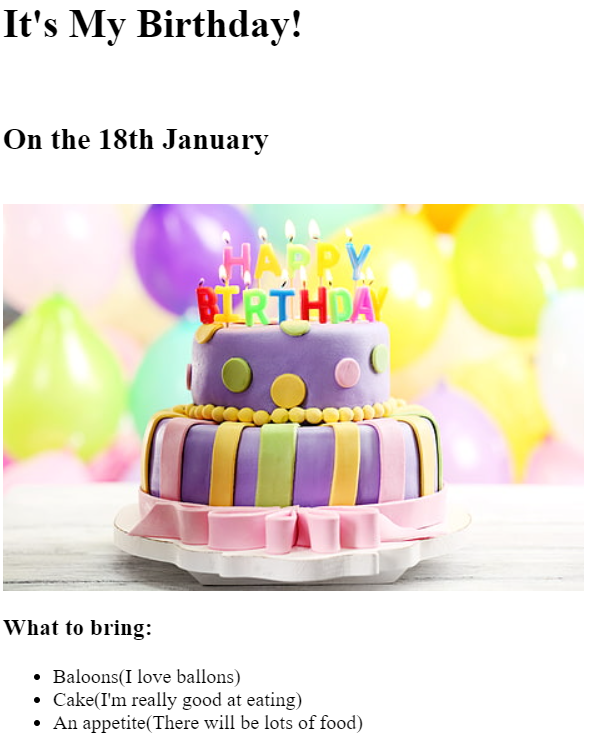 It's My Birthday!
On the 18th January
HAPPY
BIRTHDAY
What to bring:
Baloons(I love ballons)
Cake(I'm really good at eating)
An appetite(There will be lots of food)